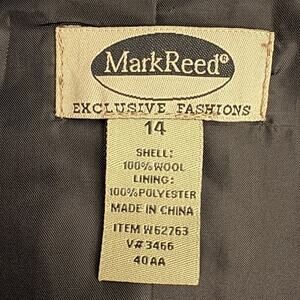 MarkReed®
EXCLUSIVE FASHIONS
14
SHELL:
100% WOOL
LINING:
100% POLYESTER
MADE IN CHINA
ITEM W62763
V# 3466
40AA